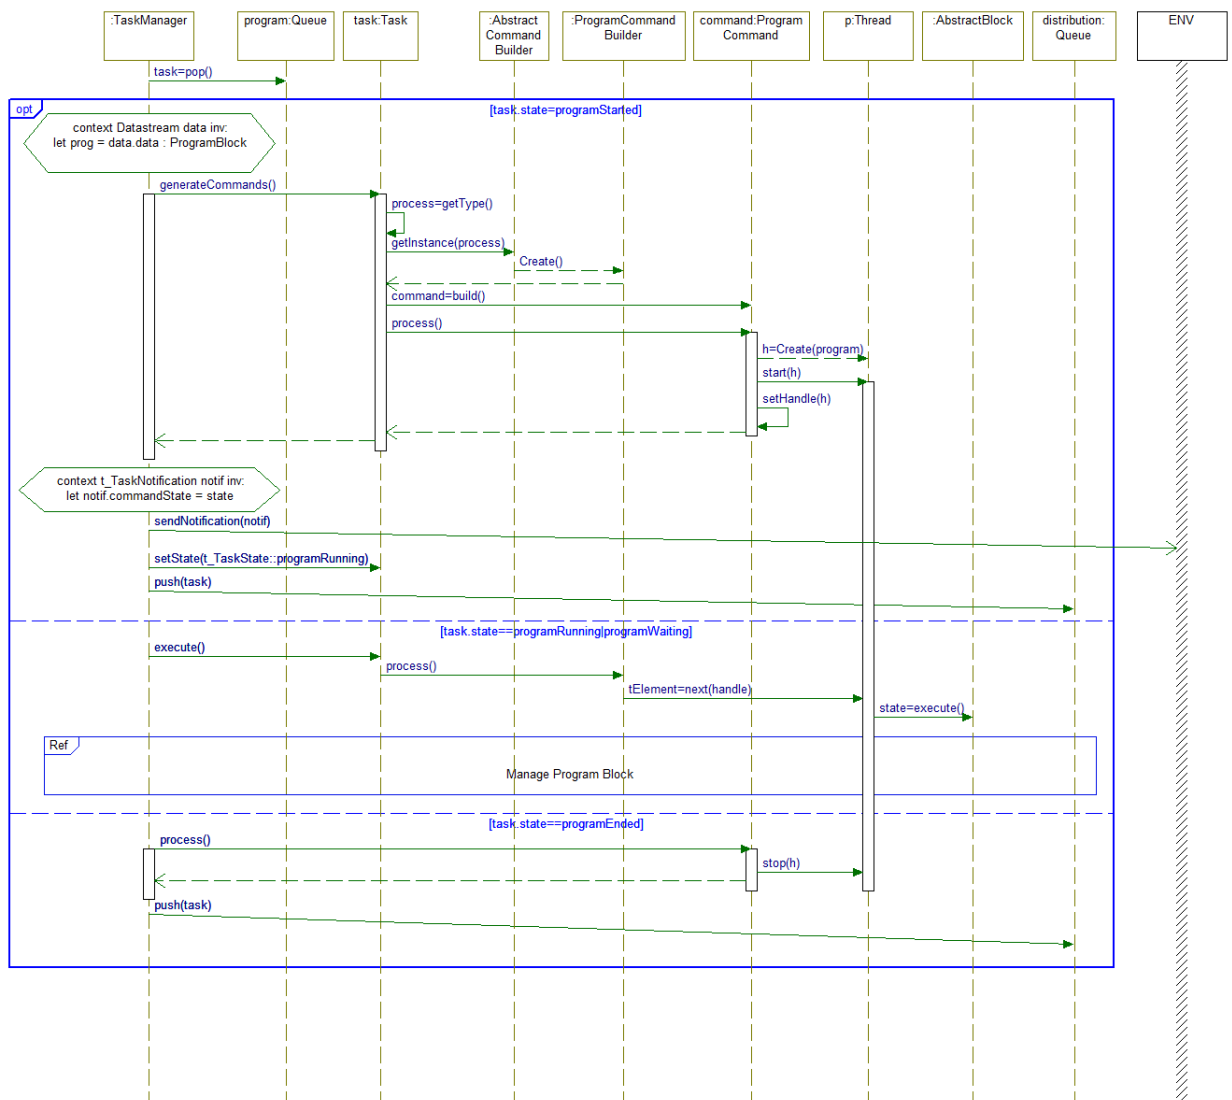 :TaskManager
program:Queue
task:Task
:Abstract
Command
Builder
:ProgramCommand
Builder
command:Program
Command
p:Thread
:AbstractBlock
distribution:
Queue
ENV
task=pop()
opt
[task.state=programStarted]
context Datastream data inv:
let prog = data.data : ProgramBlock
generateCommands()
process=getType()
getInstance(process)
Create()
command=build()
process()
h=Create(program)
start(h)
setHandle(h)
context t_TaskNotification notif inv:
let notif.commandState = state
sendNotification(notif)
setState(t_TaskState::programRunning)
push(task)
[task.state==programRunning|programWaiting]
execute()
process()
tElement=next(handle)
state=execute()
Ref
Manage Program Block
[task.state==programEnded]
process()
stop(h)
push(task)